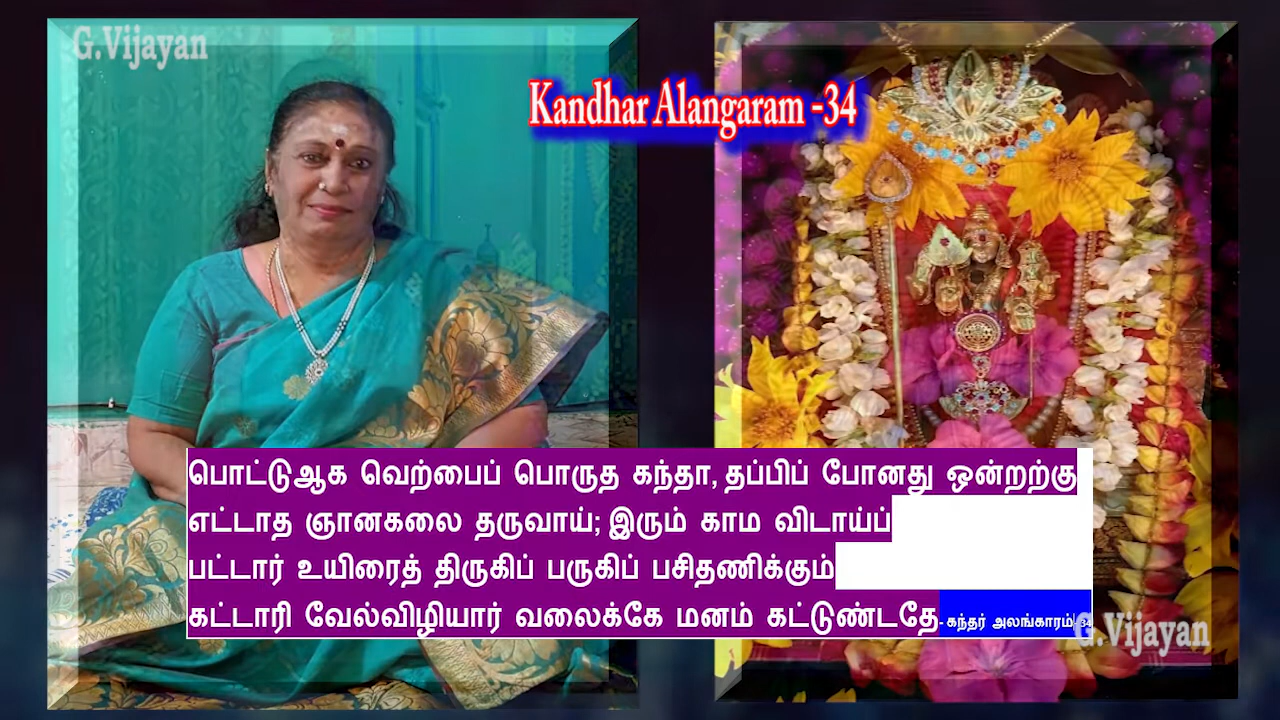 G.Vijayan
Kandhar Alangaram -34
பொட்டுஆக வெற்பைப் பொருத கந்தா, தப்பிப் போனது ஒன்றற்கு
எட்டாத ஞானகலை தருவாய்; இரும் காம விடாய்ப்
பட்டார் உயிரைத் திருகிப் பருகிப் பசிதணிக்கும்
கட்டாரி வேல்விழியார் வலைக்கே மனம் கட்டுண்டதே - கந்தர் அலங்காரம்-34
G.Vijayan